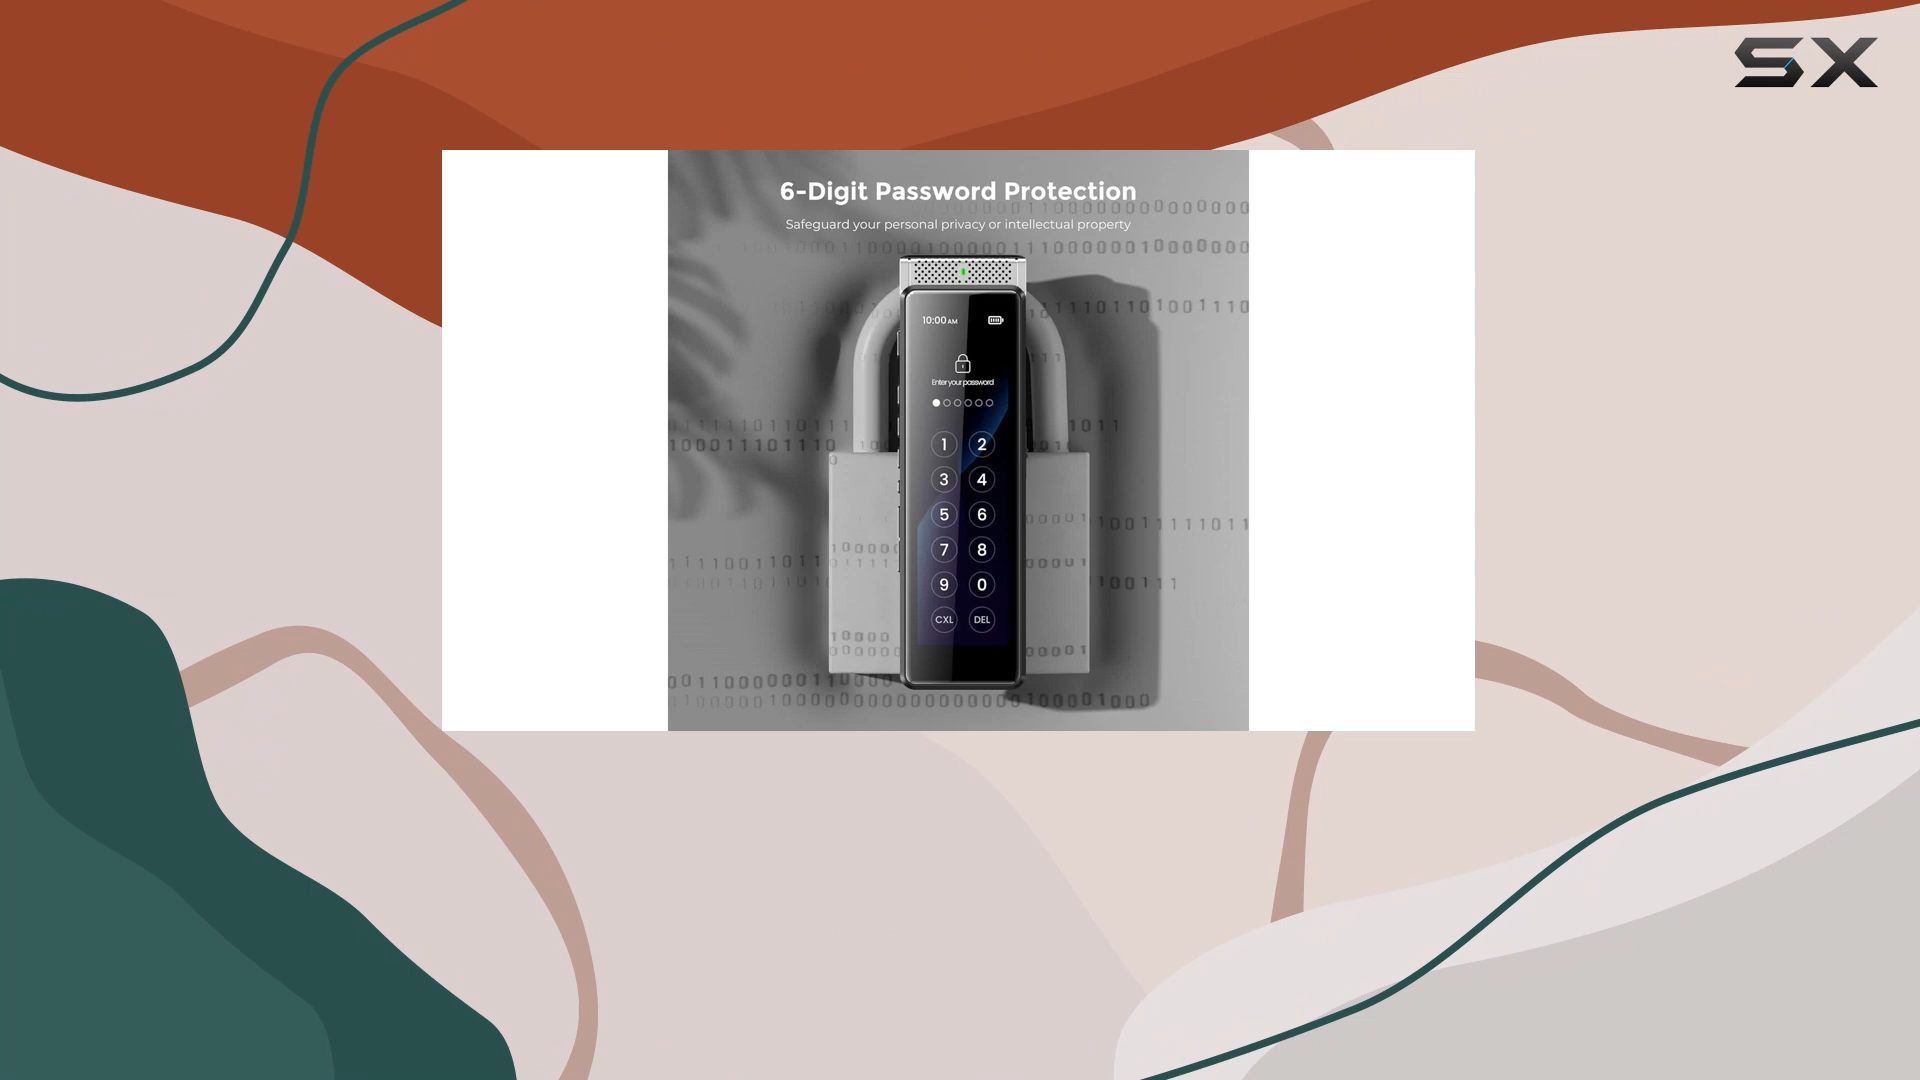 SX
6-Digit Password Protection
Safeguard your personal privacy or intellectual property
10:00 AM
Enter your password
1 2
3 4
5 6
7 8
9 0
CXL DEL